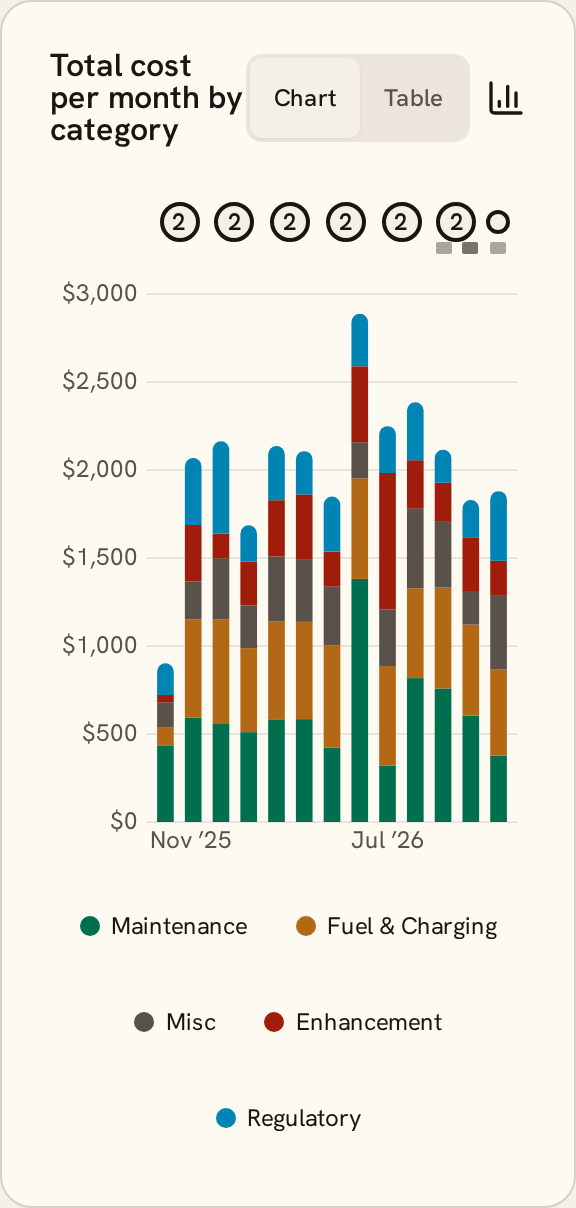 Total cost
per month by
category
Chart
Table
2 2 2 2 2 2
$3,000
$2,500
$2,000
$1,500
$1,000
$500
$0
Nov ’25
Jul ’26
Maintenance
Fuel & Charging
Misc
Enhancement
Regulatory